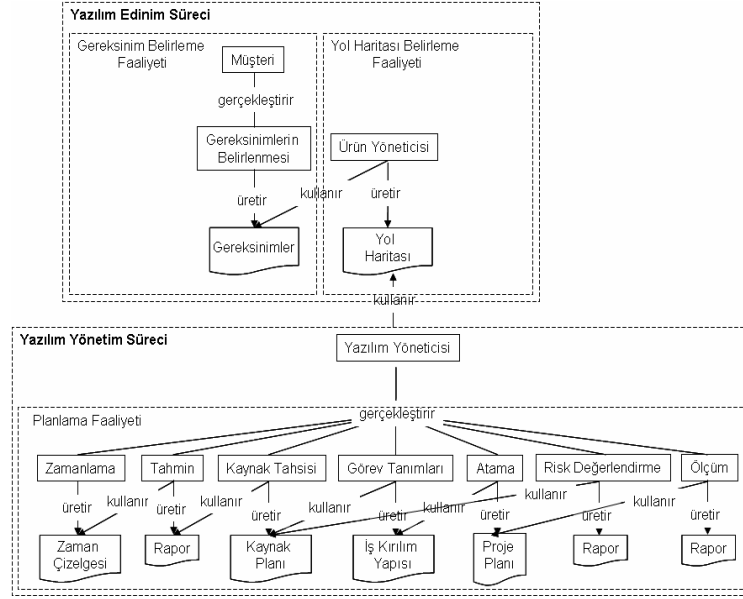 Yazılım Edinim Süreci
Gereksinim Belirleme
Faaliyeti
Müşteri
gerçekleştirir
Gereksinimlerin
Belirlenmesi
üretir
Gereksinimler
Yol Haritası Belirleme
Faaliyeti
Ürün Yöneticisi
kullanır
üretir
Yol
Haritası
kullanır
Yazılım Yönetim Süreci
Yazılım Yöneticisi
gerçekleştirir
Planlama Faaliyeti
Zamanlama
Tahmin
Kaynak Tahsisi
Görev Tanımları
Atama
Risk Değerlendirme
Ölçüm
üretir
kullanır
üretir
kullanır
üretir
kullanır
üretir
kullanır
üretir
kullanır
üretir
kullanır
üretir
Zaman
Çizelgesi
Rapor
Kaynak
Planı
İş Kırılım
Yapısı
Proje
Planı
Rapor
Rapor